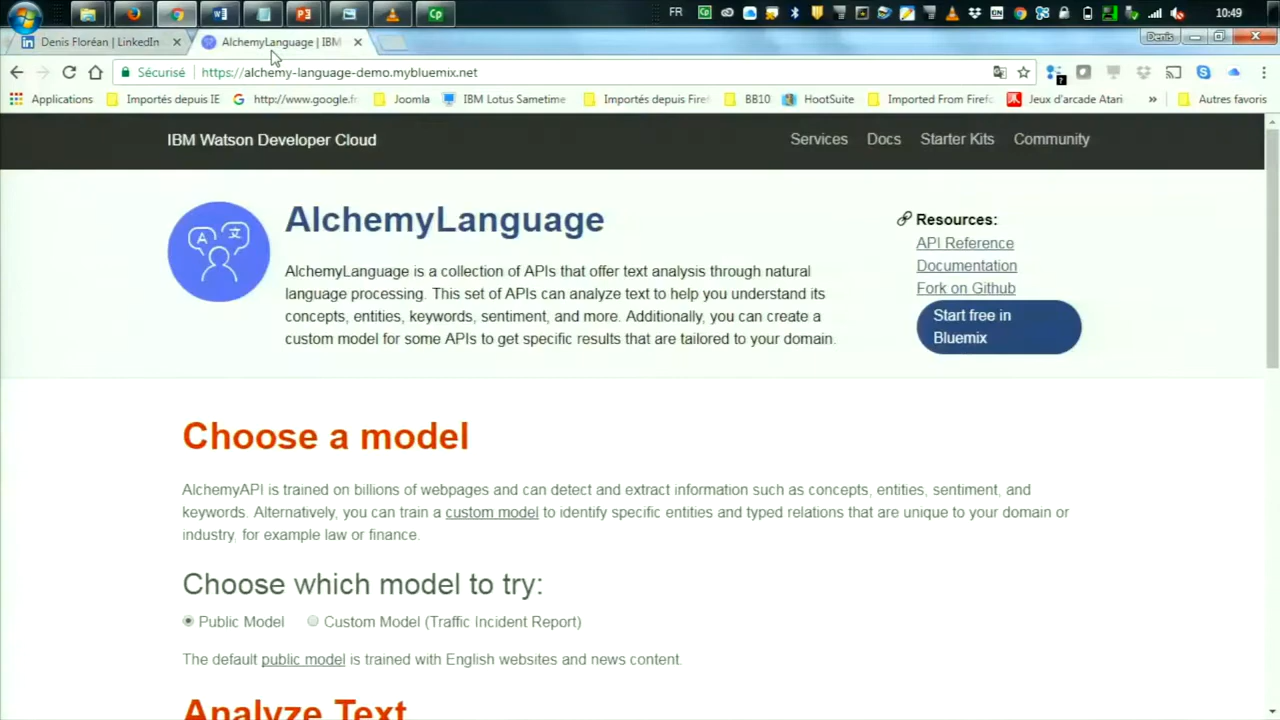 FR
10:49
Denis Floréan | LinkedIn
AlchemyLanguage | IBM
Denis
Sécurisé
https://alchemy-language-demo.mybluemix.net
Applications
Importés depuis IE
http://www.google.fr
Joomla
IBM Lotus Sametime
Importés depuis Firef
BB10
HootSuite
Imported From Firefo
Jeux d'arcade Atari
»
Autres favoris
IBM Watson Developer Cloud
Services
Docs
Starter Kits
Community
AlchemyLanguage
AlchemyLanguage is a collection of APIs that offer text analysis through natural
language processing. This set of APIs can analyze text to help you understand its
concepts, entities, keywords, sentiment, and more. Additionally, you can create a
custom model for some APIs to get specific results that are tailored to your domain.
Resources:
API Reference
Documentation
Fork on Github
Start free in
Bluemix
Choose a model
AlchemyAPI is trained on billions of webpages and can detect and extract information such as concepts, entities, sentiment, and
keywords. Alternatively, you can train a custom model to identify specific entities and typed relations that are unique to your domain or
industry, for example law or finance.
Choose which model to try:
Public Model
Custom Model (Traffic Incident Report)
The default public model is trained with English websites and news content.
Analyze Text